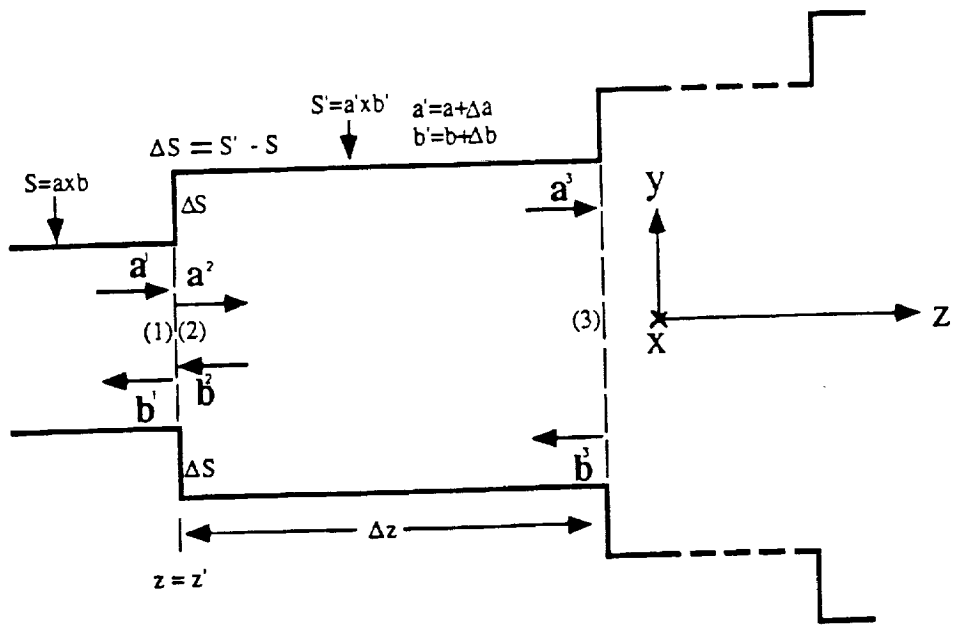 S'=a'xb'
a'=a+Δa
b'=b+Δb
ΔS = S' - S
S=axb
ΔS
a³
y
a¹
a²
(1) (2)
(3)
x
z
b¹
b²
b³
ΔS
Δz
z = z'